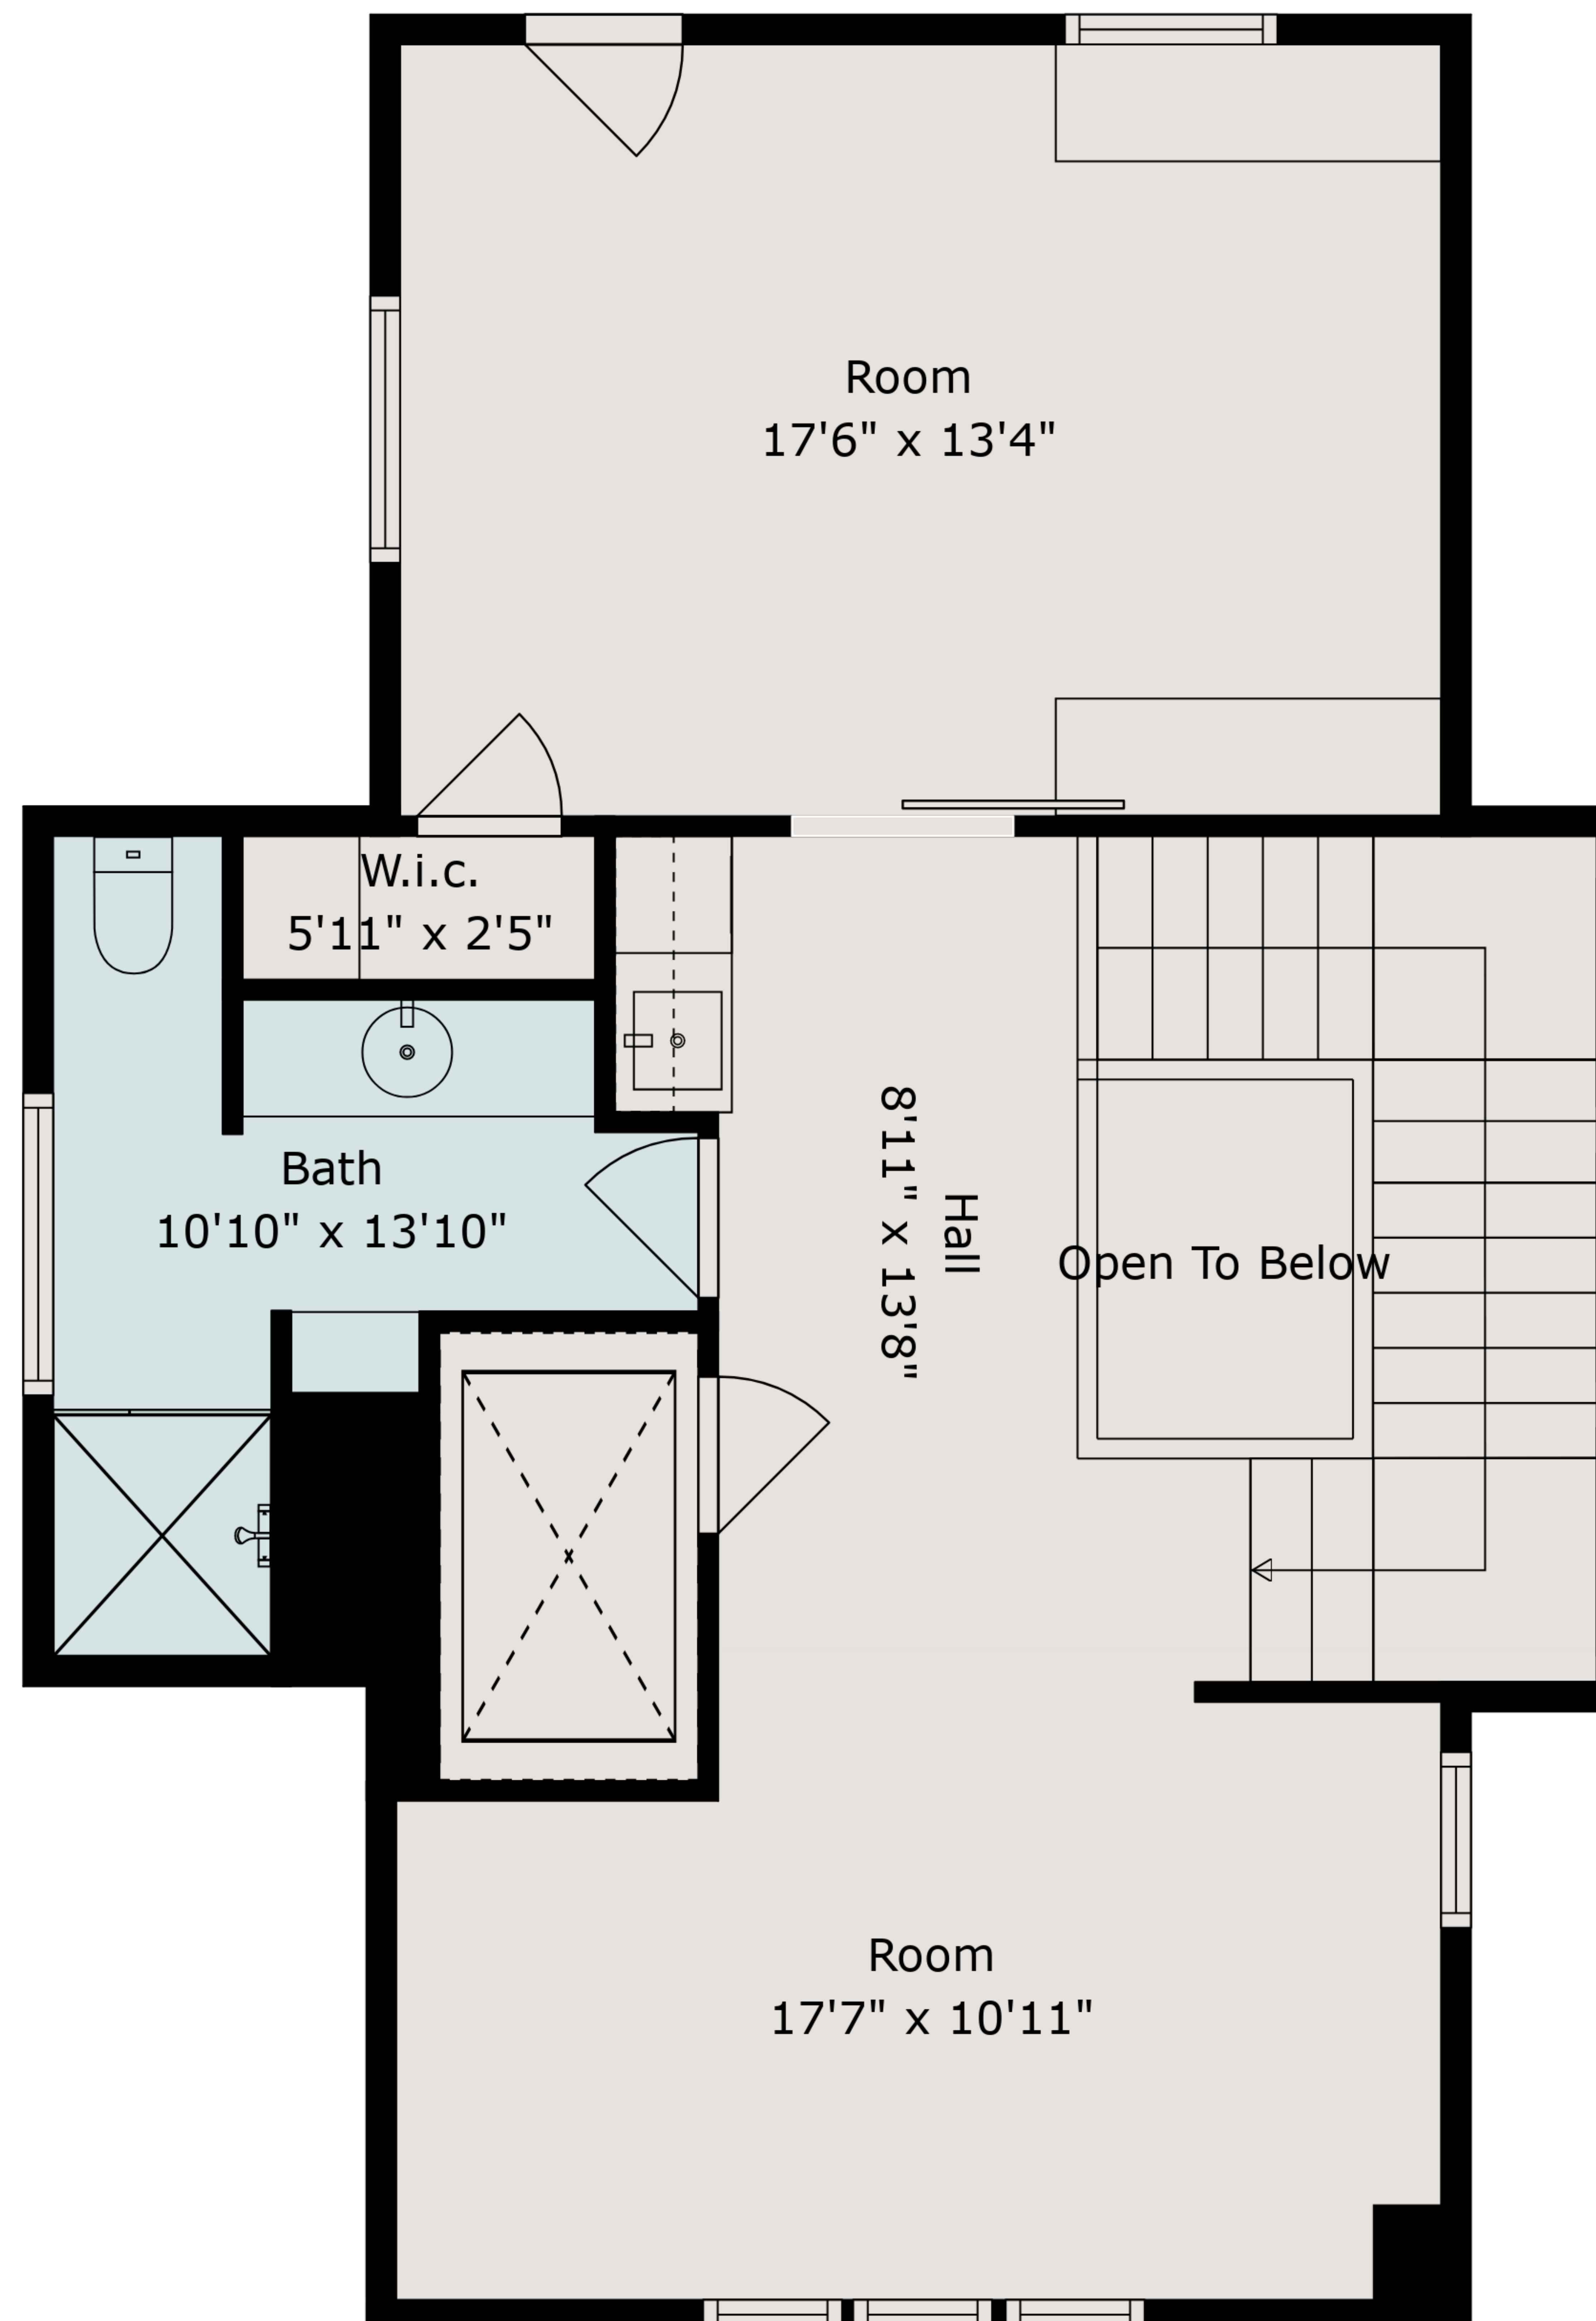 Room
17'6" x 13'4"
W.i.c.
5'11" x 2'5"
Bath
10'10" x 13'10"
Hall
8'11" x 13'8"
Open To Below
Room
17'7" x 10'11"